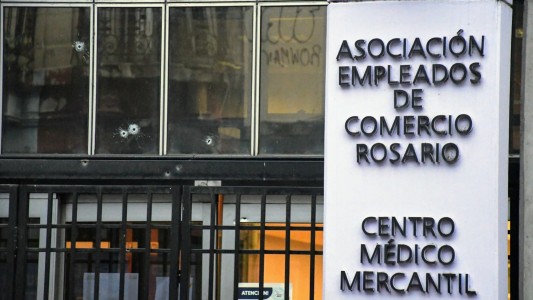 ASOCIACIÓN
EMPLEADOS
DE
COMERCIO
ROSARIO
CENTRO
MÉDICO
MERCANTIL